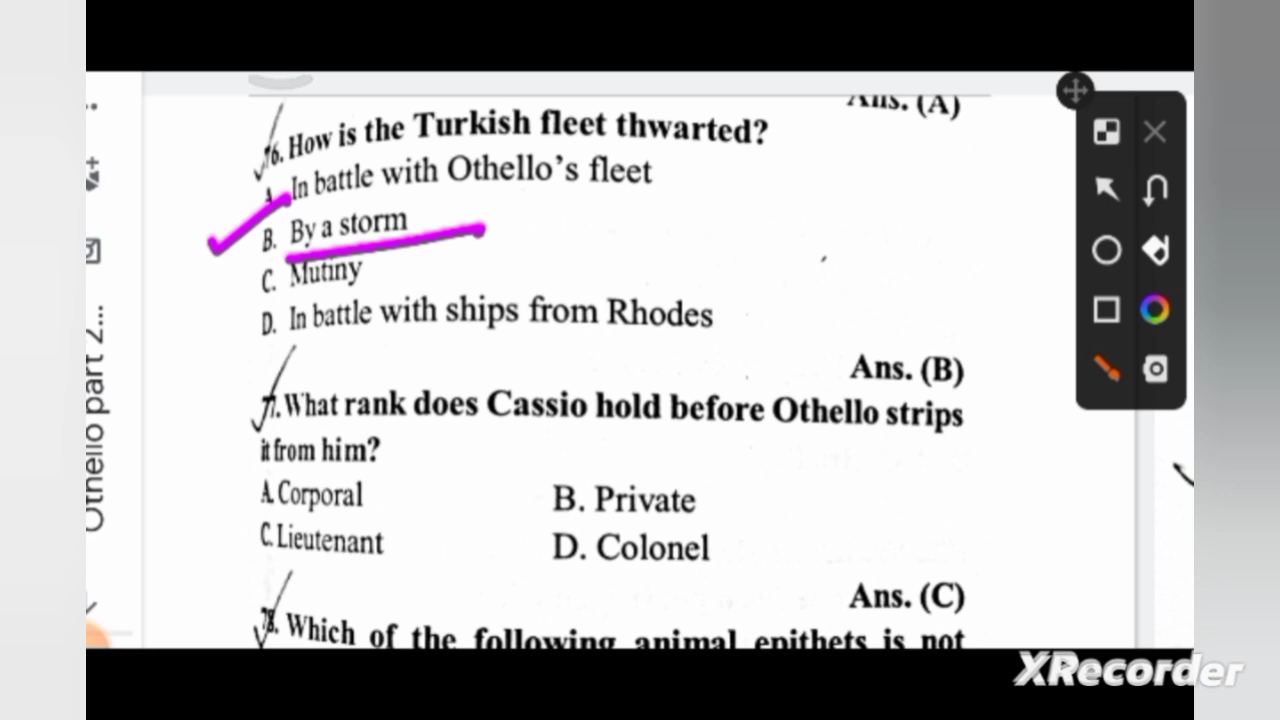 Ans. (A)
76. How is the Turkish fleet thwarted?
A. In battle with Othello's fleet
B. By a storm
C. Mutiny
D. In battle with ships from Rhodes
Ans. (B)
77. What rank does Cassio hold before Othello strips
it from him?
A. Corporal B. Private
C. Lieutenant D. Colonel
Ans. (C)
78. Which of the following animal epithets is not
Othello part 2...
XRecorder